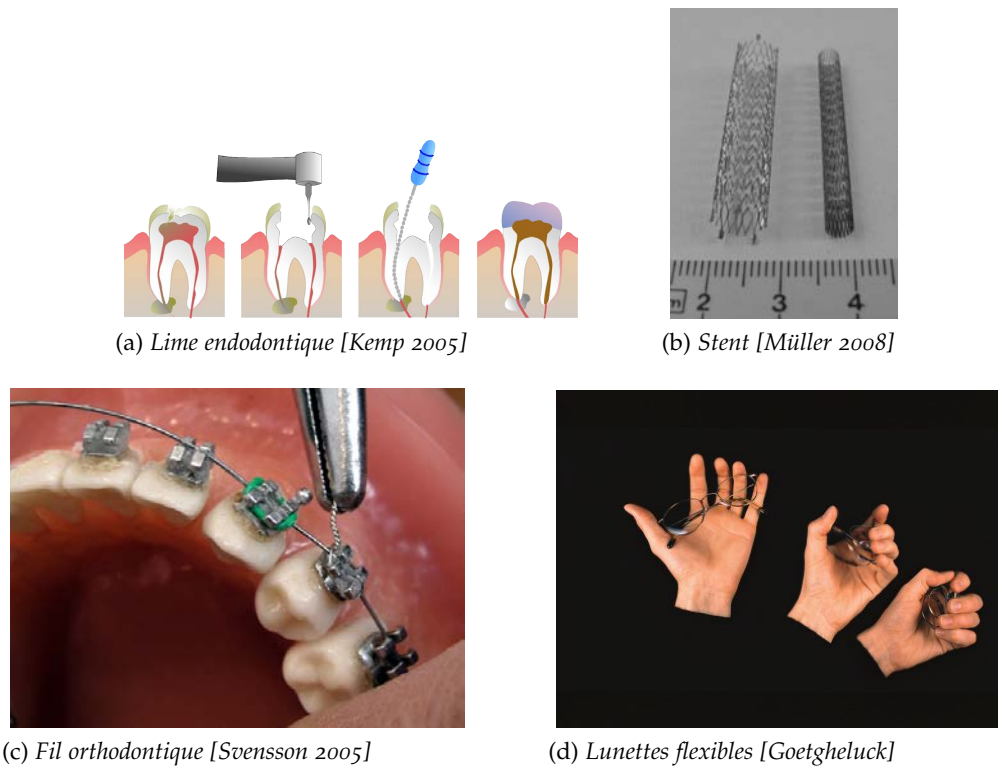 (a) Lime endodontique [Kemp 2005]
(b) Stent [Müller 2008]
m 2 3 4
(c) Fil orthodontique [Svensson 2005]
(d) Lunettes flexibles [Goetgheluck]